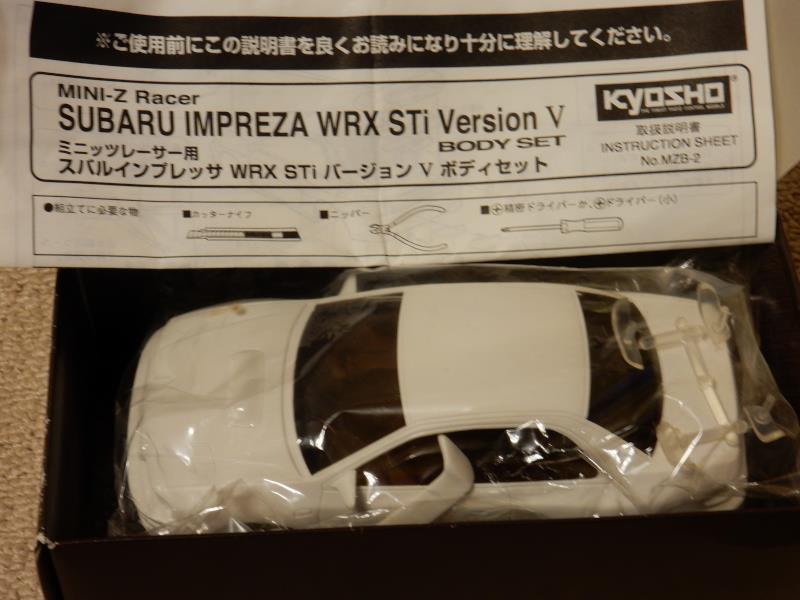 ※ご使用前にこの説明書を良くお読みになり十分に理解してください。
MINI-Z Racer
SUBARU IMPREZA WRX STi Version V
BODY SET
ミニッツレーサー用
スバルインプレッサ WRX STi バージョン V ボディセット
KYOSHO
取扱説明書
INSTRUCTION SHEET
No.MZB-2
●組立てに必要な物
■カッターナイフ
■ニッパー
■⊕精密ドライバーか、⊕ドライバー(小)